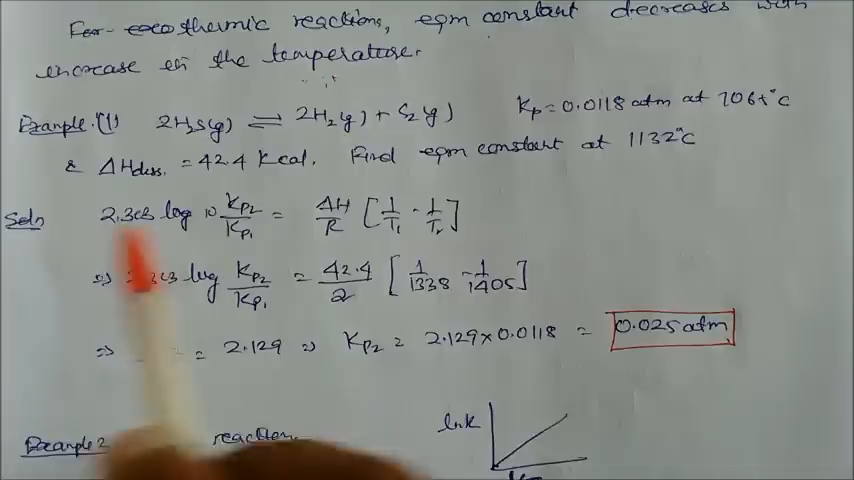 For exothermic reactions, eqm constant decreases with
increase in the temperature.
Example.(1) 2H2S(g) ⇌ 2H2(g) + S2(g) Kp = 0.0118 atm at 1065°C
& ΔHdiss. = 42.4 Kcal. Find eqm constant at 1132°C
Soln 2.303 log 10 Kp2/Kp1 = ΔH/R [1/T1 - 1/T2]
⇒ log Kp2/Kp1 = 42.4/2 [1/1338 - 1/1405]
⇒ = 2.129 ⇒ Kp2 = 2.129 × 0.0118 = 0.025 atm
Example 2 reaction
lnk